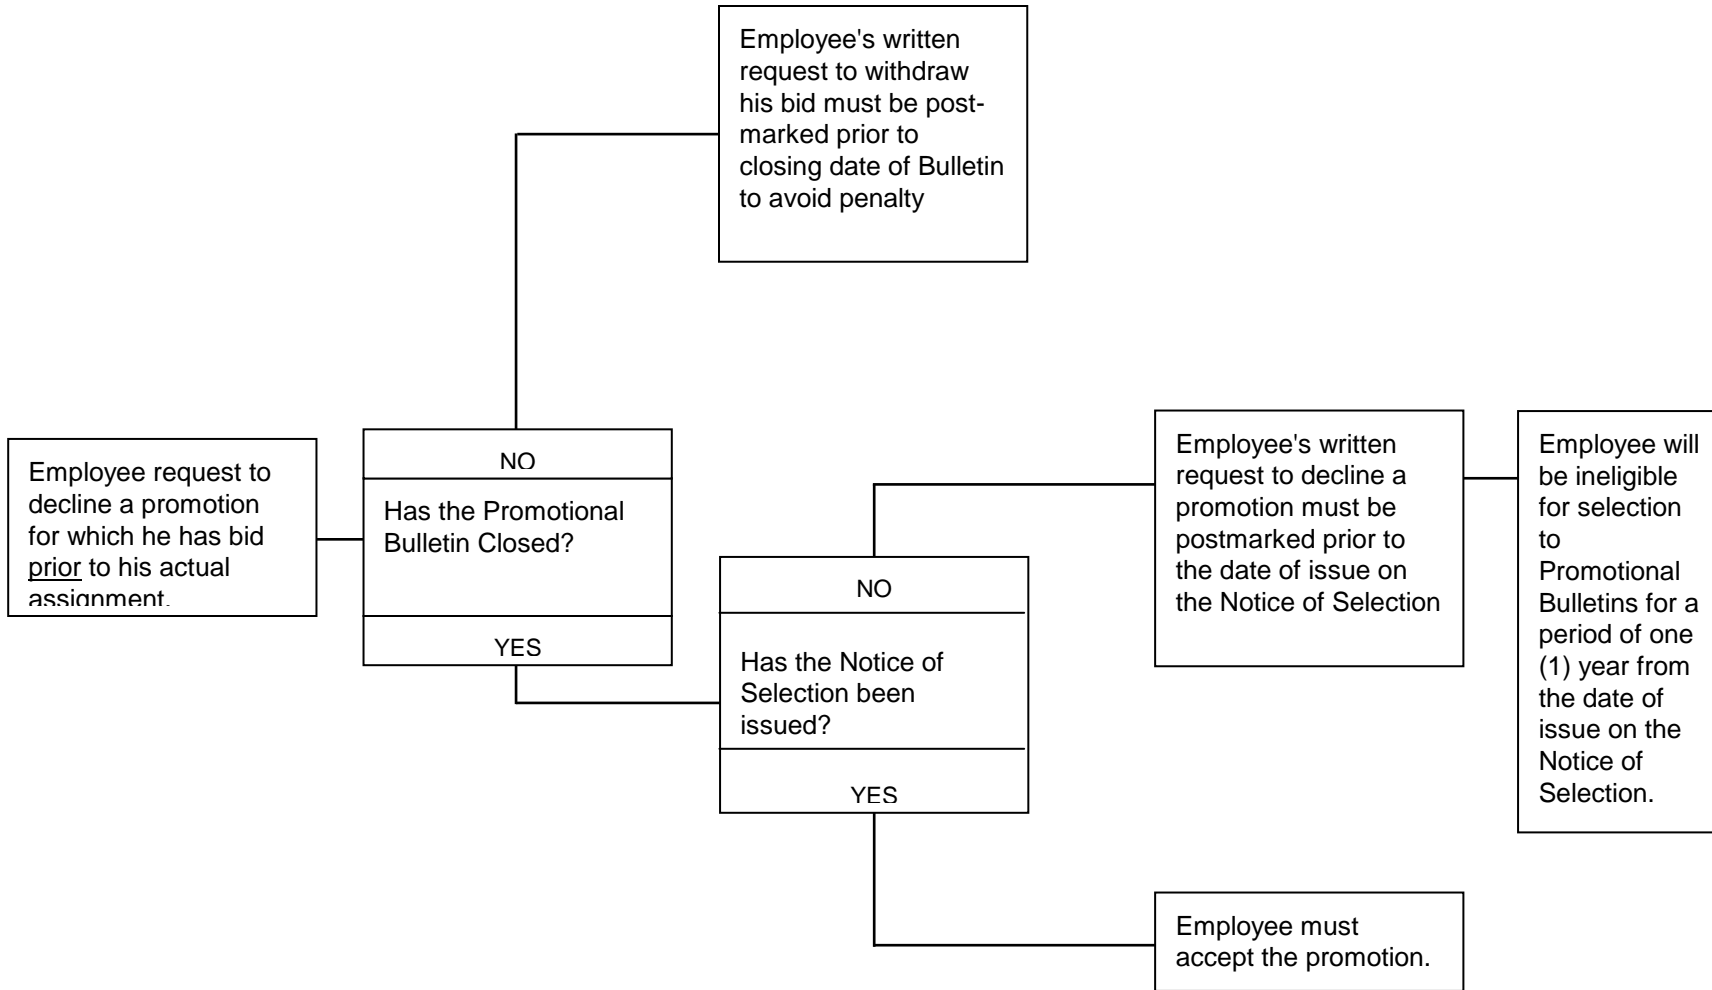 Employee's written
request to withdraw
his bid must be post-
marked prior to
closing date of Bulletin
to avoid penalty
Employee request to
decline a promotion
for which he has bid
prior to his actual
assignment.
NO
Has the Promotional
Bulletin Closed?
YES
NO
Has the Notice of
Selection been
issued?
YES
Employee's written
request to decline a
promotion must be
postmarked prior to
the date of issue on
the Notice of Selection
Employee will
be ineligible
for selection
to
Promotional
Bulletins for a
period of one
(1) year from
the date of
issue on the
Notice of
Selection.
Employee must
accept the promotion.